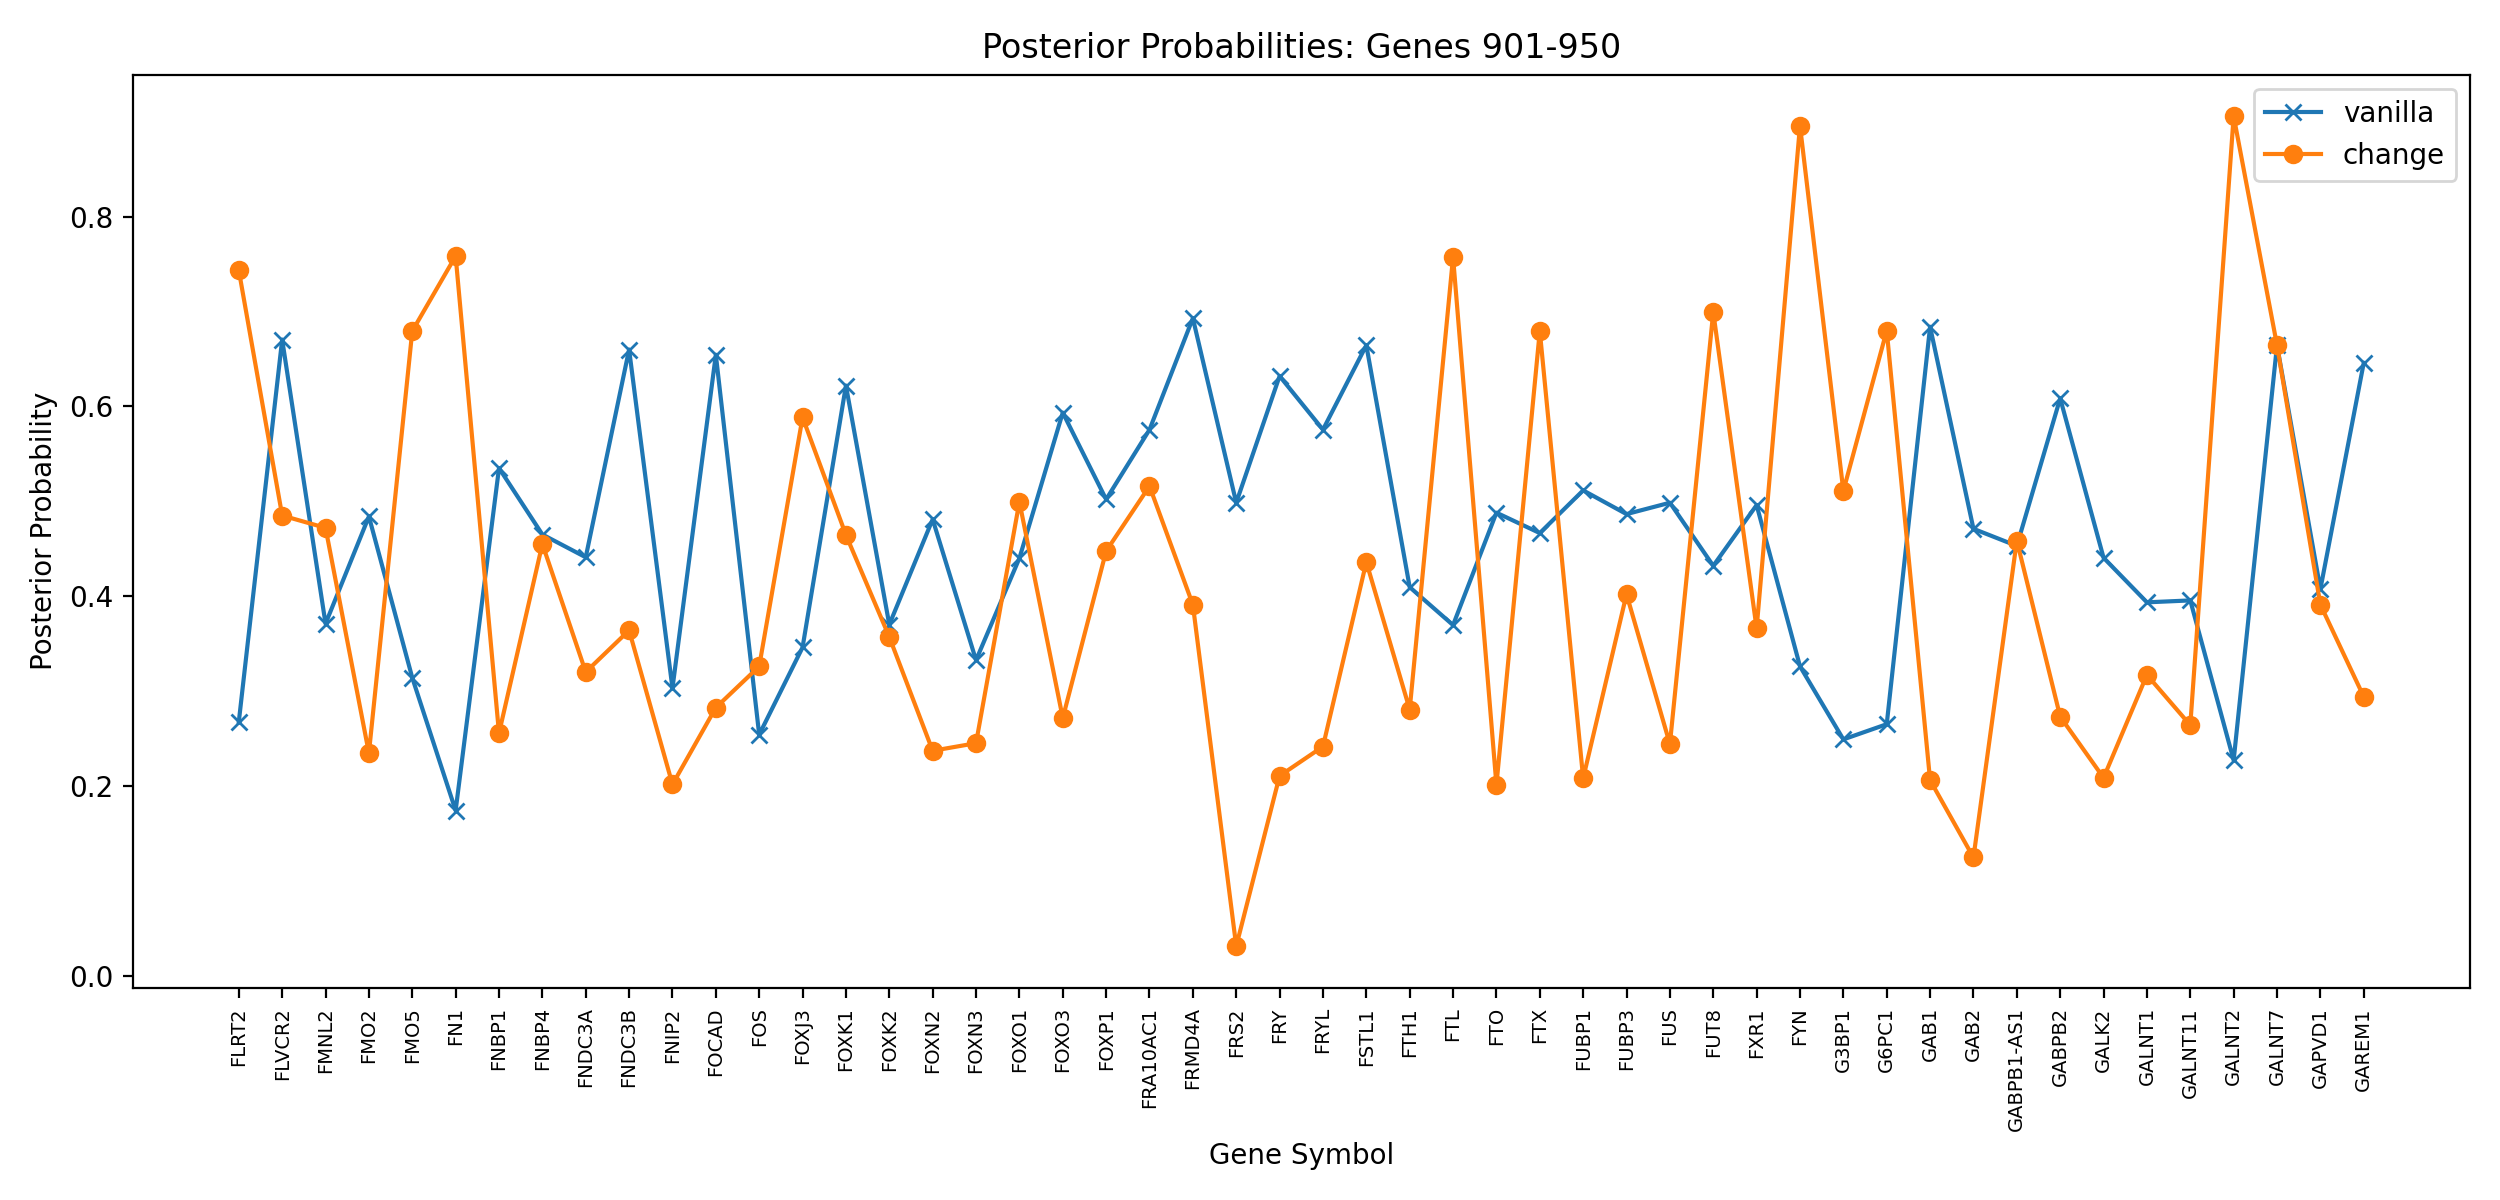 Posterior Probabilities: Genes 901-950
vanilla
change
Posterior Probability
0.8
0.6
0.4
0.2
0.0
FLRT2
FLVCR2
FMNL2
FMO2
FMO5
FN1
FNBP1
FNBP4
FNDC3A
FNDC3B
FNIP2
FOCAD
FOS
FOXJ3
FOXK1
FOXK2
FOXN2
FOXN3
FOXO1
FOXO3
FOXP1
FRA10AC1
FRMD4A
FRS2
FRY
FRYL
FSTL1
FTH1
FTL
FTO
FTX
FUBP1
FUBP3
FUS
FUT8
FXR1
FYN
G3BP1
G6PC1
GAB1
GAB2
GABPB1-AS1
GABPB2
GALK2
GALNT1
GALNT11
GALNT2
GALNT7
GAPVD1
GAREM1
Gene Symbol